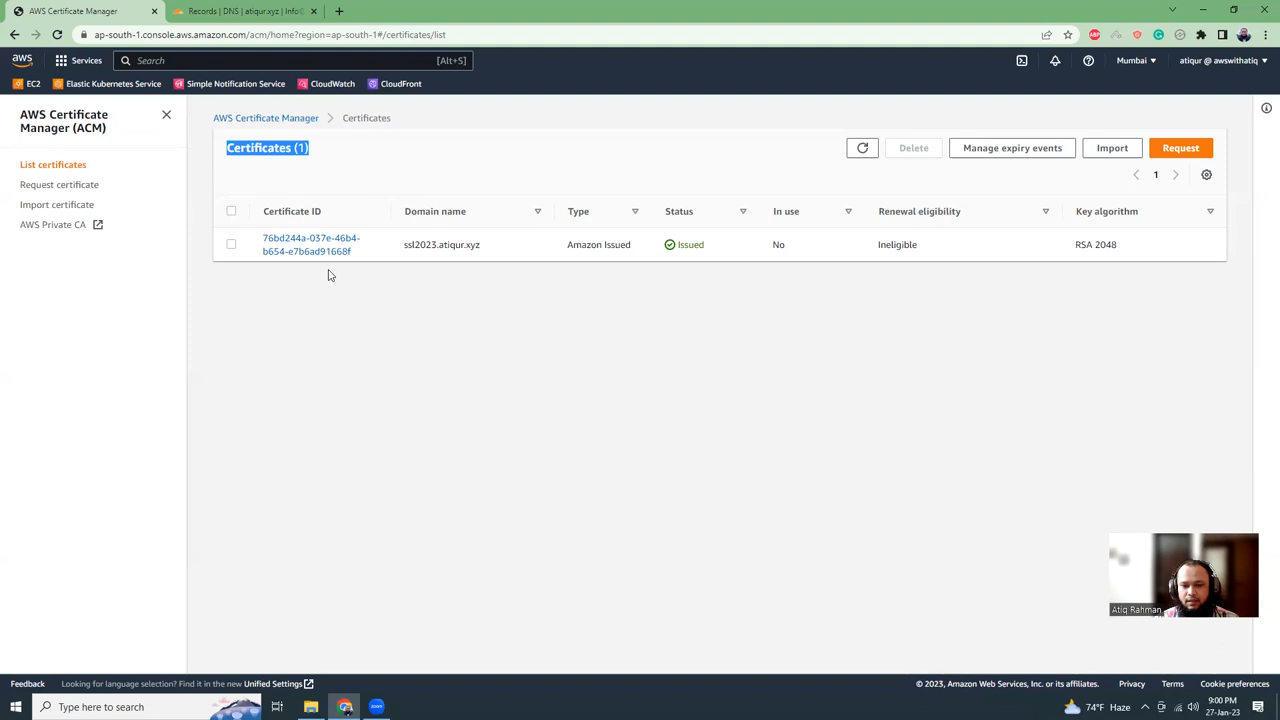 AWS Certificate Manager
Records | DNS | atiqur.xyz | Info@
ap-south-1.console.aws.amazon.com/acm/home?region=ap-south-1#/certificates/list
aws
Services
Search
[Alt+S]
Mumbai
atiqur @ awswithatiq
EC2
Elastic Kubernetes Service
Simple Notification Service
CloudWatch
CloudFront
AWS Certificate
Manager (ACM)
List certificates
Request certificate
Import certificate
AWS Private CA
AWS Certificate Manager
Certificates
Certificates (1)
Delete
Manage expiry events
Import
Request
1
Certificate ID
Domain name
Type
Status
In use
Renewal eligibility
Key algorithm
76bd244a-037e-46b4-
b654-e7b6ad91668f
ssl2023.atiqur.xyz
Amazon Issued
Issued
No
Ineligible
RSA 2048
Atiq Rahman
Feedback
Looking for language selection? Find it in the new Unified Settings
© 2023, Amazon Web Services, Inc. or its affiliates.
Privacy
Terms
Cookie preferences
Type here to search
zoom
74°F Haze
9:00 PM
27-Jan-23